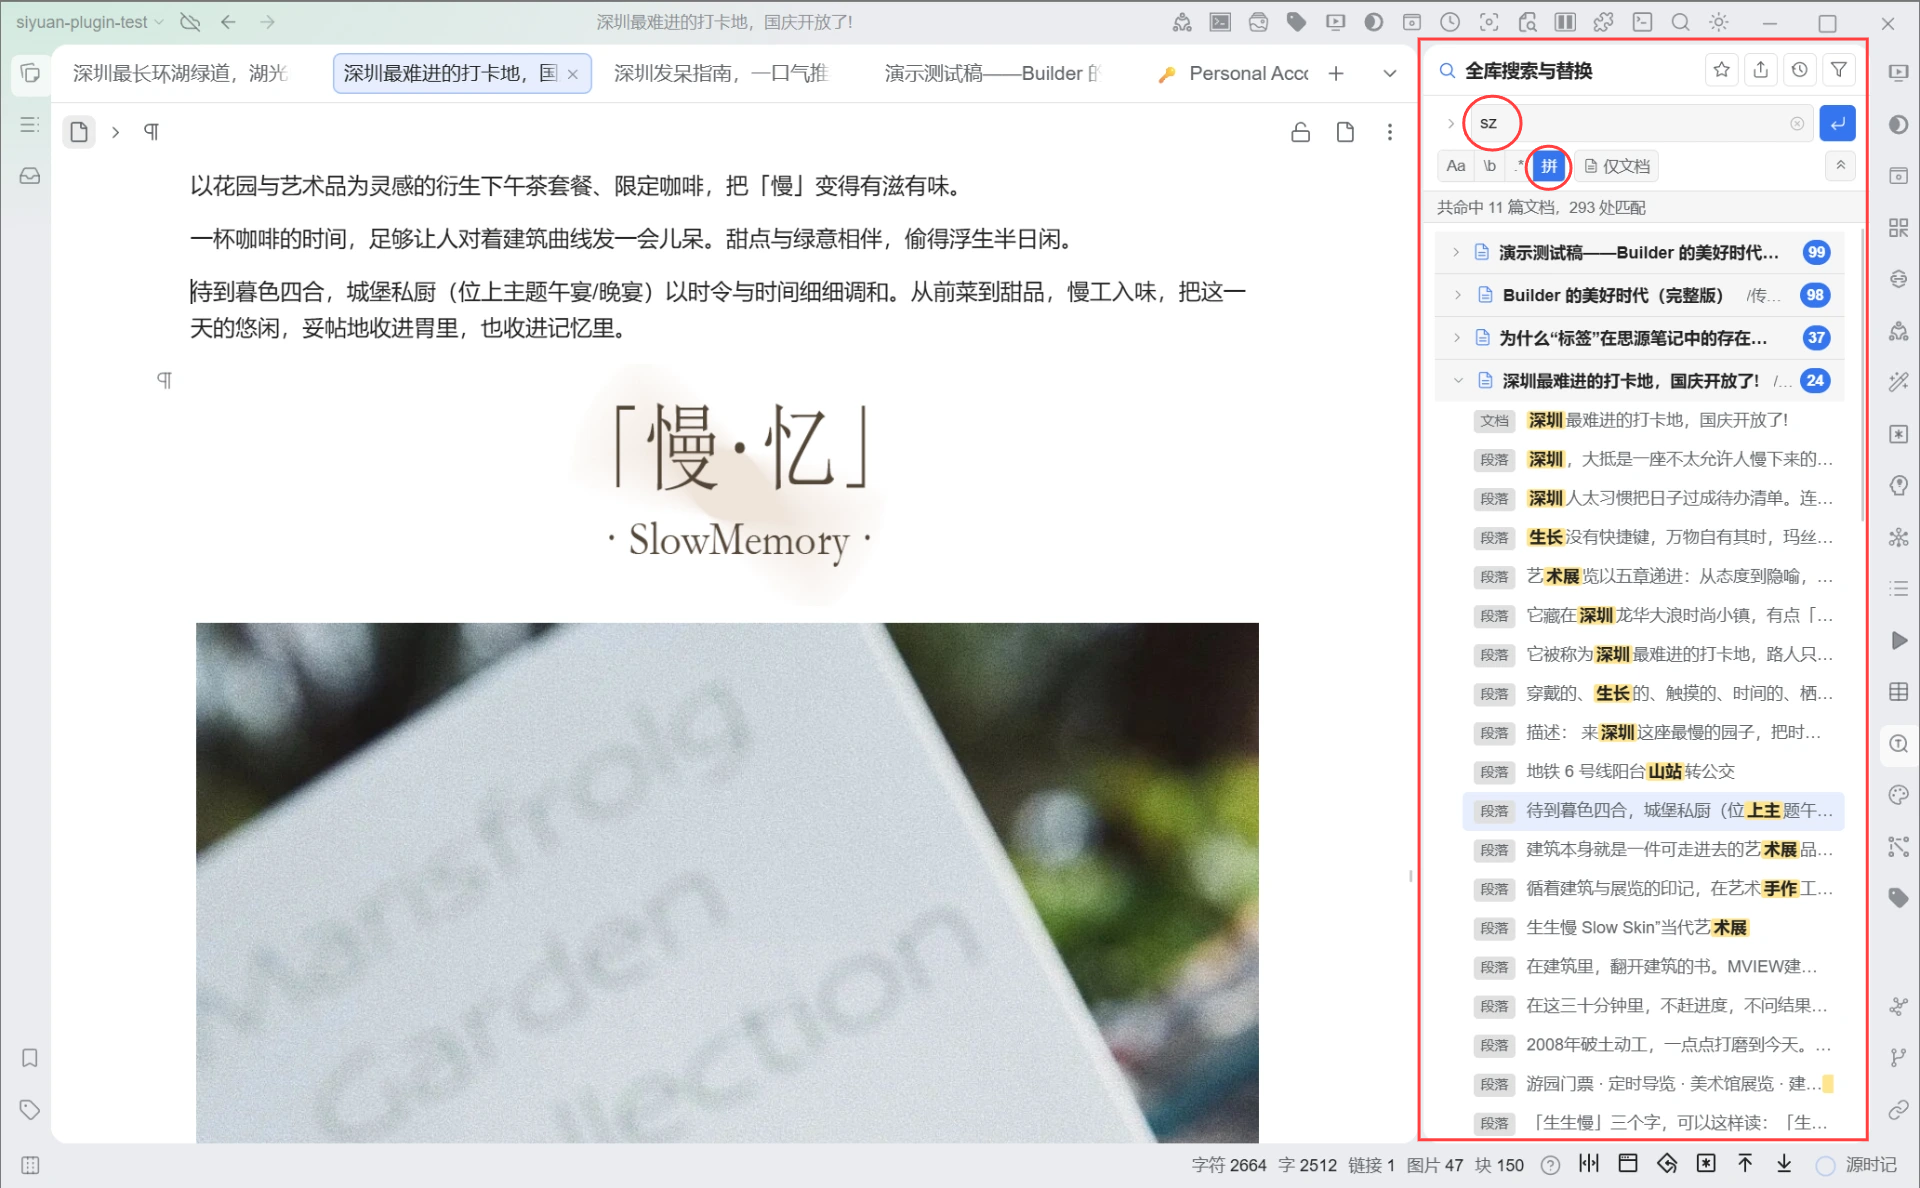 siyuan-plugin-test
深圳最难进的打卡地，国庆开放了!
深圳最长环湖绿道，湖光
深圳最难进的打卡地，国
深圳发呆指南，一口气推
演示测试稿——Builder 的
Personal Acc
以花园与艺术品为灵感的衍生下午茶套餐、限定咖啡，把「慢」变得有滋有味。
一杯咖啡的时间，足够让人对着建筑曲线发一会儿呆。甜点与绿意相伴，偷得浮生半日闲。
待到暮色四合，城堡私厨（位上主题午宴/晚宴）以时令与时间细细调和。从前菜到甜品，慢工入味，把这一
天的悠闲，妥帖地收进胃里，也收进记忆里。
「慢·忆」
· SlowMemory ·
Garden
llection
全库搜索与替换
sz
Aa \b .* 拼 仅文档
共命中 11 篇文档，293 处匹配
演示测试稿——Builder 的美好时代... 99
Builder 的美好时代（完整版） /传... 98
为什么“标签”在思源笔记中的存在... 37
深圳最难进的打卡地，国庆开放了! /... 24
文档 深圳最难进的打卡地，国庆开放了!
段落 深圳，大抵是一座不太允许人慢下来的...
段落 深圳人太习惯把日子过成待办清单。连...
段落 生长没有快捷键，万物自有其时，玛丝...
段落 艺术展览以五章递进：从态度到隐喻，...
段落 它藏在深圳龙华大浪时尚小镇，有点「...
段落 它被称为深圳最难进的打卡地，路人只...
段落 穿戴的、生长的、触摸的、时间的、栖...
段落 描述： 来深圳这座最慢的园子，把时...
段落 地铁 6 号线阳台山站转公交
段落 待到暮色四合，城堡私厨（位上主题午...
段落 建筑本身就是一件可走进去的艺术展品...
段落 循着建筑与展览的印记，在艺术手作工...
段落 生生慢 Slow Skin”当代艺术展
段落 在建筑里，翻开建筑的书。MVIEW建...
段落 在这三十分钟里，不赶进度，不问结果...
段落 2008年破土动工，一点点打磨到今天。...
段落 游园门票 · 定时导览 · 美术馆展览 · 建...
段落 「生生慢」三个字，可以这样读：「生...
字符 2664 字 2512 链接 1 图片 47 块 150
源时记